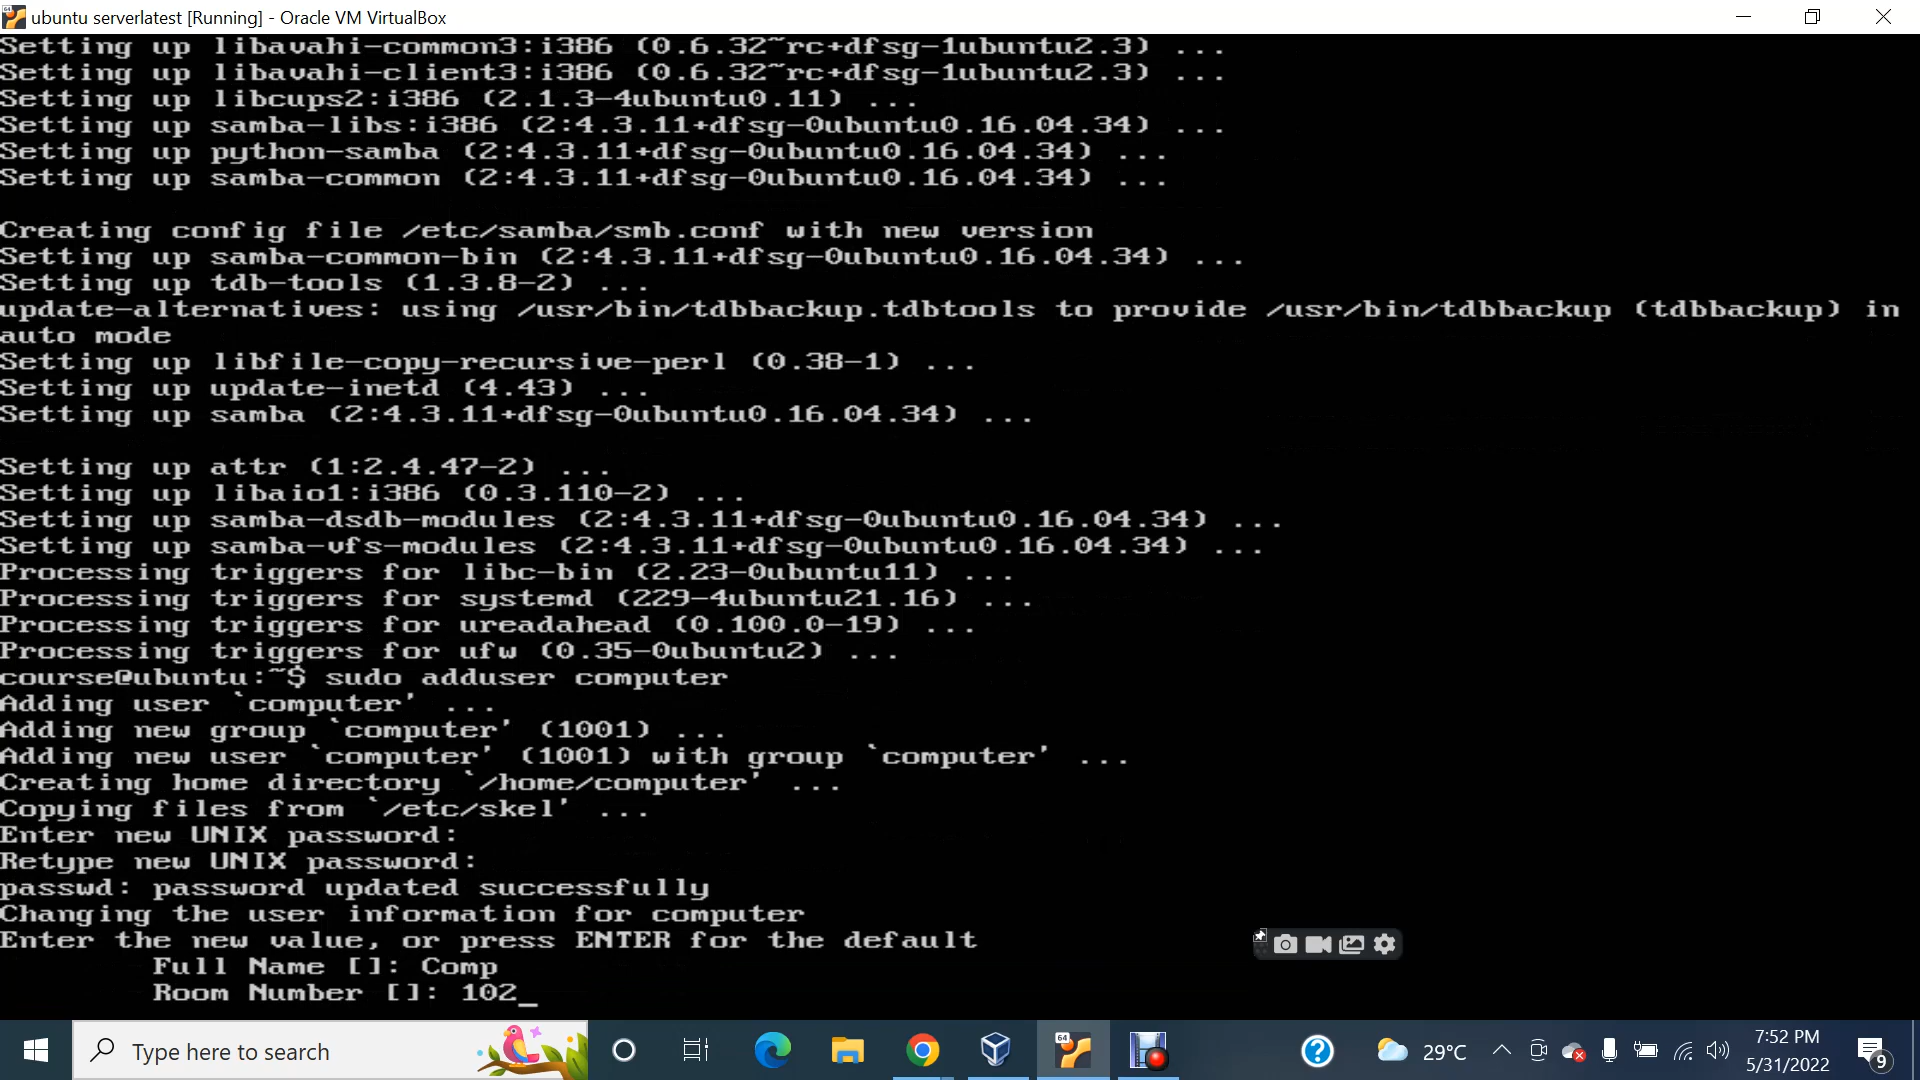 ubuntu serverlatest [Running] - Oracle VM VirtualBox
Setting up libavahi-common3:i386 (0.6.32~rc+dfsg-1ubuntu2.3) ...
Setting up libavahi-client3:i386 (0.6.32~rc+dfsg-1ubuntu2.3) ...
Setting up libcups2:i386 (2.1.3-4ubuntu0.11) ...
Setting up samba-libs:i386 (2:4.3.11+dfsg-0ubuntu0.16.04.34) ...
Setting up python-samba (2:4.3.11+dfsg-0ubuntu0.16.04.34) ...
Setting up samba-common (2:4.3.11+dfsg-0ubuntu0.16.04.34) ...
Creating config file /etc/samba/smb.conf with new version
Setting up samba-common-bin (2:4.3.11+dfsg-0ubuntu0.16.04.34) ...
Setting up tdb-tools (1.3.8-2) ...
update-alternatives: using /usr/bin/tdbbackup.tdbtools to provide /usr/bin/tdbbackup (tdbbackup) in
auto mode
Setting up libfile-copy-recursive-perl (0.38-1) ...
Setting up update-inetd (4.43) ...
Setting up samba (2:4.3.11+dfsg-0ubuntu0.16.04.34) ...
Setting up attr (1:2.4.47-2) ...
Setting up libaio1:i386 (0.3.110-2) ...
Setting up samba-dsdb-modules (2:4.3.11+dfsg-0ubuntu0.16.04.34) ...
Setting up samba-vfs-modules (2:4.3.11+dfsg-0ubuntu0.16.04.34) ...
Processing triggers for libc-bin (2.23-0ubuntu11) ...
Processing triggers for systemd (229-4ubuntu21.16) ...
Processing triggers for ureadahead (0.100.0-19) ...
Processing triggers for ufw (0.35-0ubuntu2) ...
course@ubuntu:~$ sudo adduser computer
Adding user `computer' ...
Adding new group `computer' (1001) ...
Adding new user `computer' (1001) with group `computer' ...
Creating home directory `/home/computer' ...
Copying files from `/etc/skel' ...
Enter new UNIX password:
Retype new UNIX password:
passwd: password updated successfully
Changing the user information for computer
Enter the new value, or press ENTER for the default
Full Name []: Comp
Room Number []: 102_
Type here to search
64
29°C
7:52 PM
5/31/2022
9